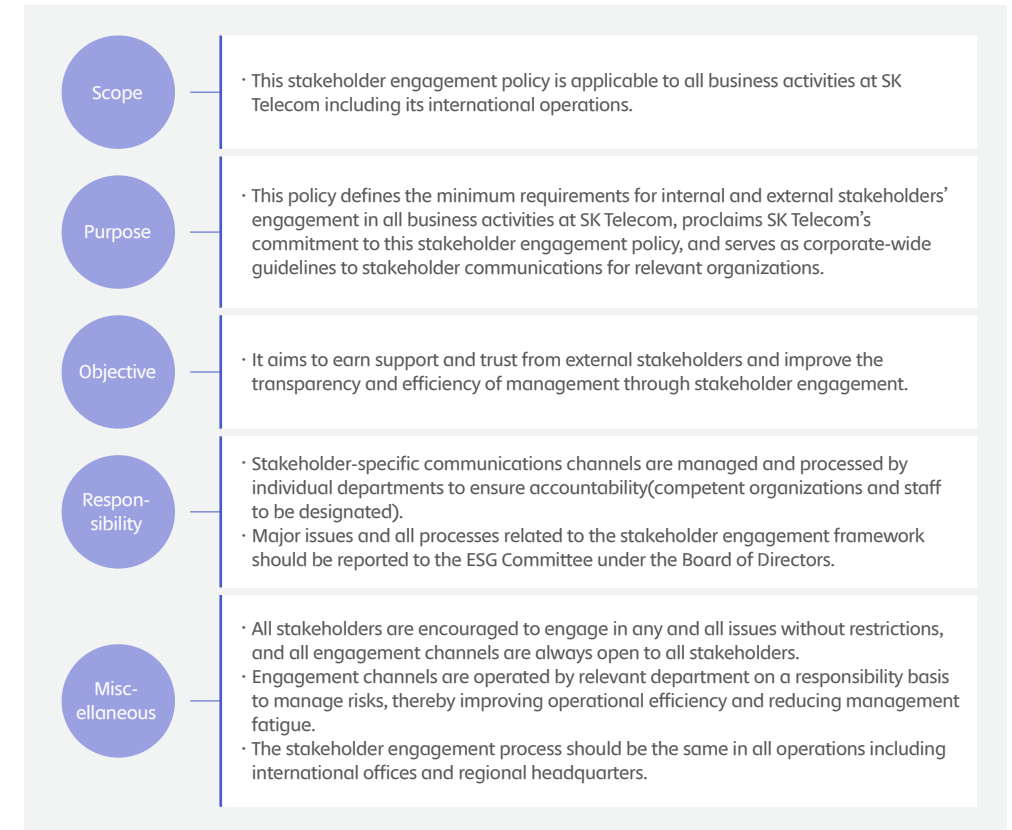 Scope
· This stakeholder engagement policy is applicable to all business activities at SK
Telecom including its international operations.
Purpose
· This policy defines the minimum requirements for internal and external stakeholders’
engagement in all business activities at SK Telecom, proclaims SK Telecom’s
commitment to this stakeholder engagement policy, and serves as corporate-wide
guidelines to stakeholder communications for relevant organizations.
Objective
· It aims to earn support and trust from external stakeholders and improve the
transparency and efficiency of management through stakeholder engagement.
Respon-
sibility
· Stakeholder-specific communications channels are managed and processed by
individual departments to ensure accountability(competent organizations and staff
to be designated).
· Major issues and all processes related to the stakeholder engagement framework
should be reported to the ESG Committee under the Board of Directors.
Misc-
ellaneous
· All stakeholders are encouraged to engage in any and all issues without restrictions,
and all engagement channels are always open to all stakeholders.
· Engagement channels are operated by relevant department on a responsibility basis
to manage risks, thereby improving operational efficiency and reducing management
fatigue.
· The stakeholder engagement process should be the same in all operations including
international offices and regional headquarters.